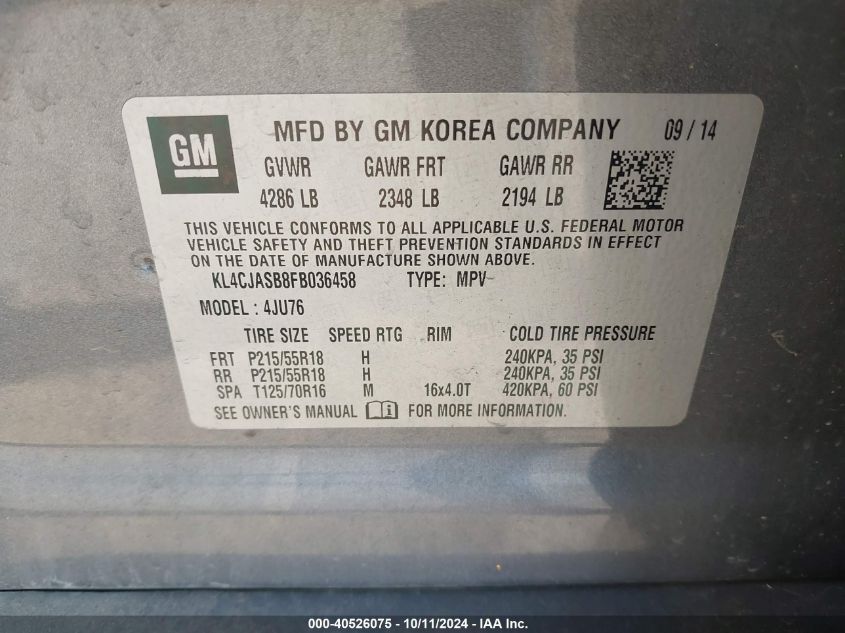 GM MFD BY GM KOREA COMPANY 09 / 14
GVWR GAWR FRT GAWR RR
4286 LB 2348 LB 2194 LB
THIS VEHICLE CONFORMS TO ALL APPLICABLE U.S. FEDERAL MOTOR
VEHICLE SAFETY AND THEFT PREVENTION STANDARDS IN EFFECT
ON THE DATE OF MANUFACTURE SHOWN ABOVE.
KL4CJASB8FB036458 TYPE: MPV
MODEL : 4JU76
TIRE SIZE SPEED RTG RIM COLD TIRE PRESSURE
FRT P215/55R18 H 240KPA, 35 PSI
RR P215/55R18 H 240KPA, 35 PSI
SPA T125/70R16 M 16x4.0T 420KPA, 60 PSI
SEE OWNER'S MANUAL FOR MORE INFORMATION.
000-40526075 - 10/11/2024 - IAA Inc.